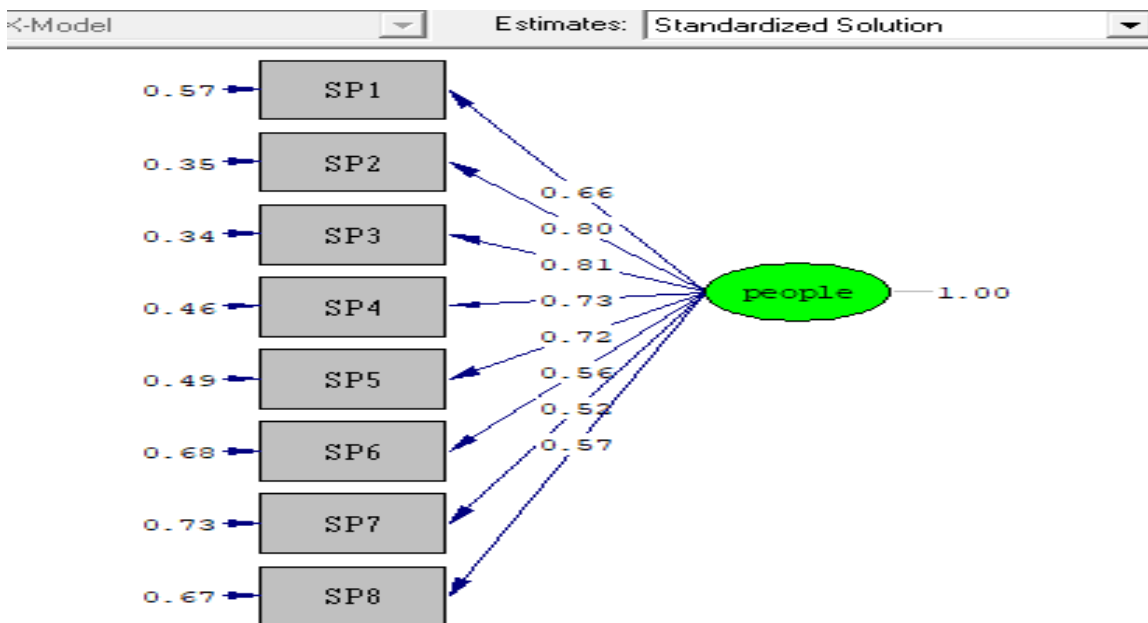 X-Model Estimates: Standardized Solution
0.57 SP1
0.35 SP2
0.66
0.80
0.34 SP3
0.81
people 1.00
0.46 SP4
0.73
0.72
0.49 SP5
0.56
0.52
0.68 SP6
0.57
0.73 SP7
0.67 SP8